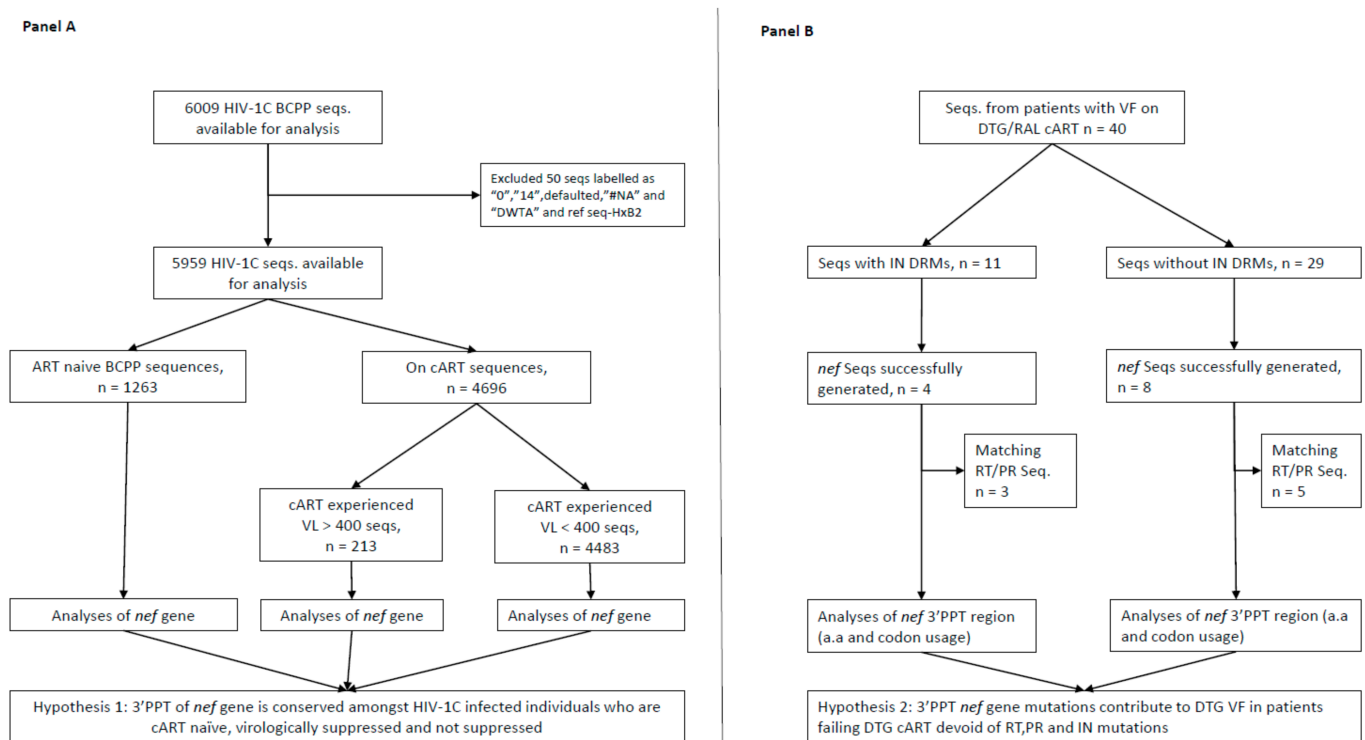 Panel A
6009 HIV-1C BCPP seqs.
available for analysis
Excluded 50 seqs labelled as
“0”,”14”,defaulted,”#NA” and
“DWTA” and ref seq-HxB2
5959 HIV-1C seqs. available
for analysis
ART naive BCPP sequences,
n = 1263
On cART sequences,
n = 4696
cART experienced
VL > 400 seqs,
n = 213
cART experienced
VL < 400 seqs,
n = 4483
Analyses of nef gene
Analyses of nef gene
Analyses of nef gene
Hypothesis 1: 3’PPT of nef gene is conserved amongst HIV-1C infected individuals who are
cART naïve, virologically suppressed and not suppressed
Panel B
Seqs. from patients with VF on
DTG/RAL cART n = 40
Seqs with IN DRMs, n = 11
Seqs without IN DRMs, n = 29
nef Seqs successfully
generated, n = 4
nef Seqs successfully generated,
n = 8
Matching
RT/PR Seq.
n = 3
Matching
RT/PR Seq.
n = 5
Analyses of nef 3’PPT region
(a.a and codon usage)
Analyses of nef 3’PPT region (a.a
and codon usage)
Hypothesis 2: 3’PPT nef gene mutations contribute to DTG VF in patients
failing DTG cART devoid of RT,PR and IN mutations